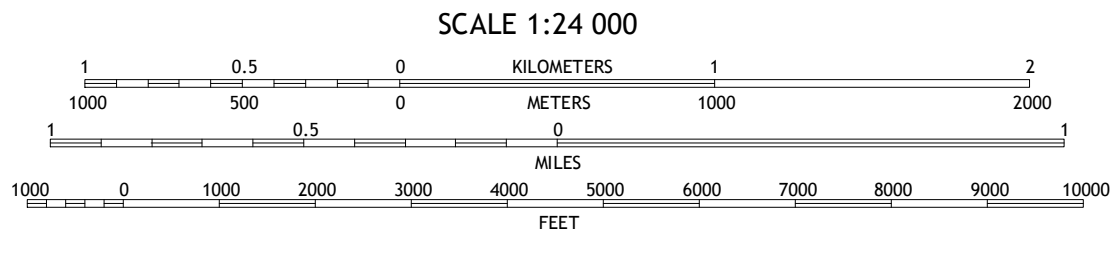 SCALE 1:24 000
1 0.5 0 KILOMETERS 1 2
1000 500 0 METERS 1000 2000
1 0.5 0 1
MILES
1000 0 1000 2000 3000 4000 5000 6000 7000 8000 9000 10000
FEET